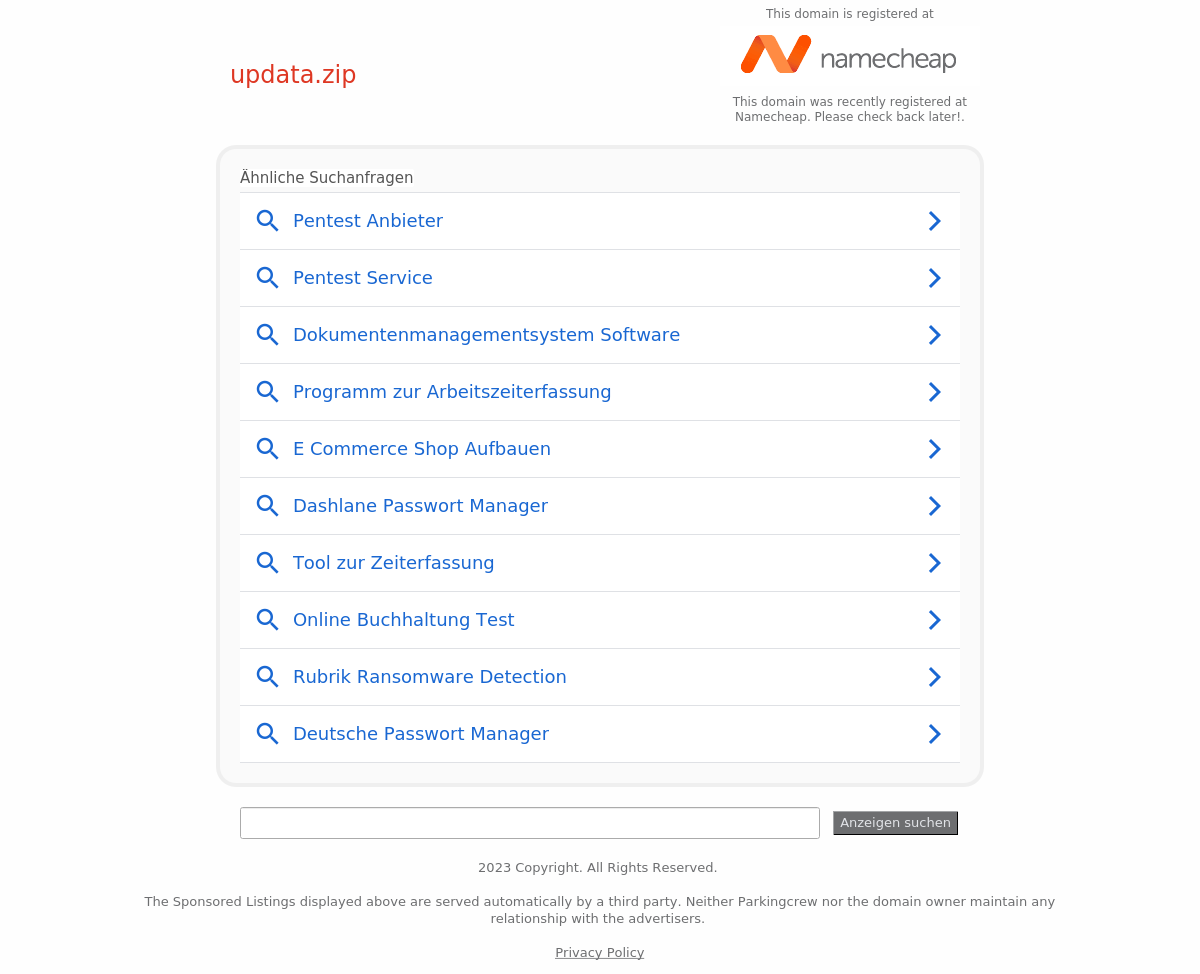 This domain is registered at
namecheap
updata.zip
This domain was recently registered at
Namecheap. Please check back later!.
Ähnliche Suchanfragen
Pentest Anbieter
Pentest Service
Dokumentenmanagementsystem Software
Programm zur Arbeitszeiterfassung
E Commerce Shop Aufbauen
Dashlane Passwort Manager
Tool zur Zeiterfassung
Online Buchhaltung Test
Rubrik Ransomware Detection
Deutsche Passwort Manager
Anzeigen suchen
2023 Copyright. All Rights Reserved.
The Sponsored Listings displayed above are served automatically by a third party. Neither Parkingcrew nor the domain owner maintain any
relationship with the advertisers.
Privacy Policy